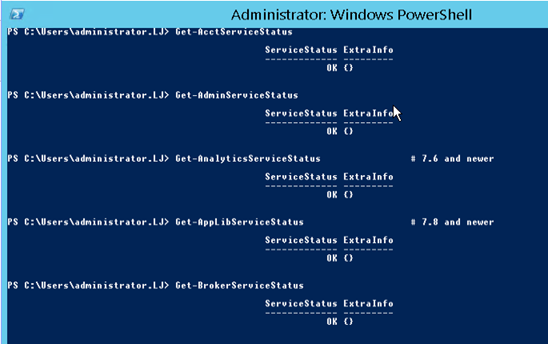 Administrator: Windows PowerShell
PS C:\Users\administrator.LJ> Get-AcctServiceStatus
ServiceStatus ExtraInfo
------------- ---------
OK {}
PS C:\Users\administrator.LJ> Get-AdminServiceStatus
ServiceStatus ExtraInfo
------------- ---------
OK {}
PS C:\Users\administrator.LJ> Get-AnalyticsServiceStatus # 7.6 and newer
ServiceStatus ExtraInfo
------------- ---------
OK {}
PS C:\Users\administrator.LJ> Get-AppLibServiceStatus # 7.8 and newer
ServiceStatus ExtraInfo
------------- ---------
OK {}
PS C:\Users\administrator.LJ> Get-BrokerServiceStatus
ServiceStatus ExtraInfo
------------- ---------
OK {}